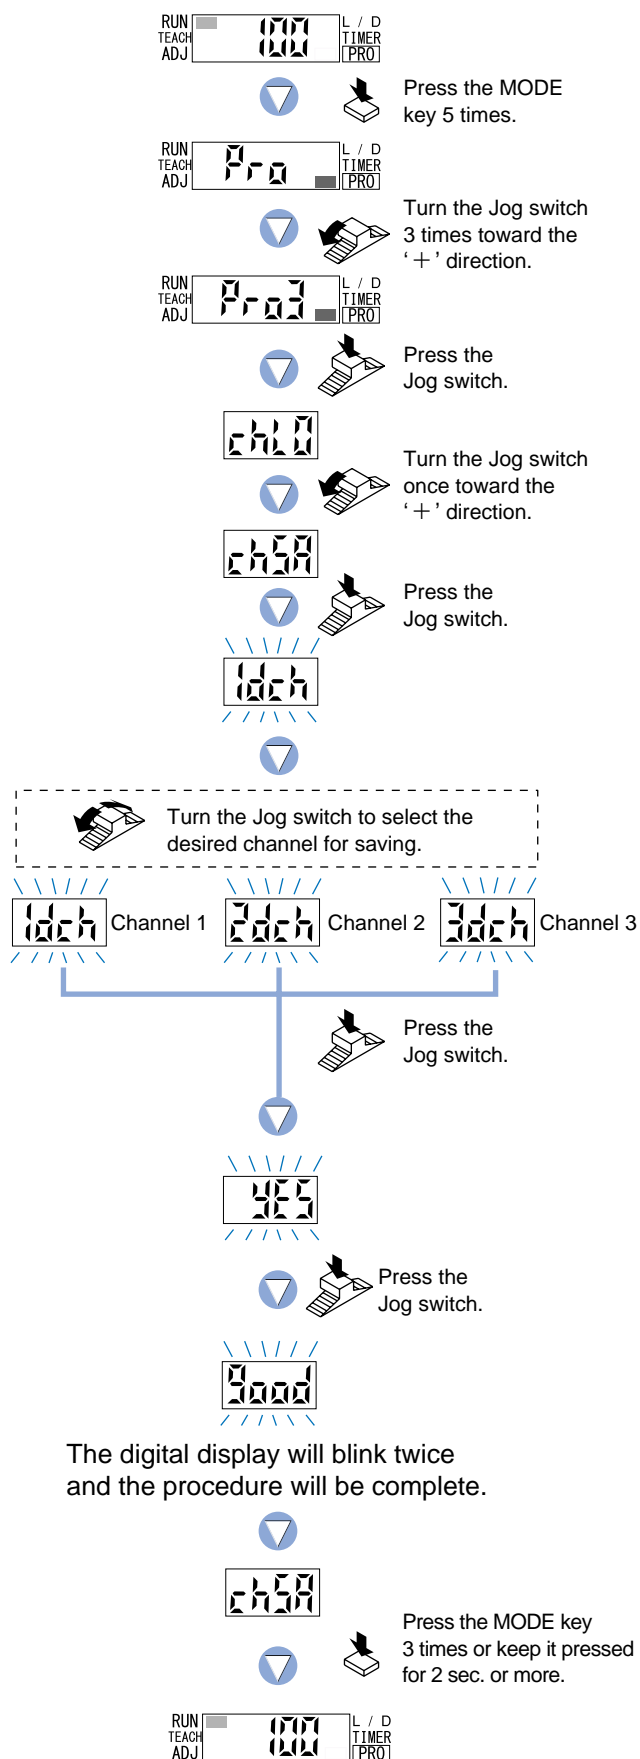 RUN 100 L / D
TEACH TIMER
ADJ PRO
Press the MODE
key 5 times.
RUN Pro L / D
TEACH TIMER
ADJ PRO
Turn the Jog switch
3 times toward the
‘＋’ direction.
RUN Pro3 L / D
TEACH TIMER
ADJ PRO
Press the
Jog switch.
chLO
Turn the Jog switch
once toward the
‘＋’ direction.
chSA
Press the
Jog switch.
1dch
Turn the Jog switch to select the
desired channel for saving.
1dch Channel 1 2dch Channel 2 3dch Channel 3
Press the
Jog switch.
YES
Press the
Jog switch.
good
The digital display will blink twice
and the procedure will be complete.
chSA
Press the MODE key
3 times or keep it pressed
for 2 sec. or more.
RUN 100 L / D
TEACH TIMER
ADJ PRO